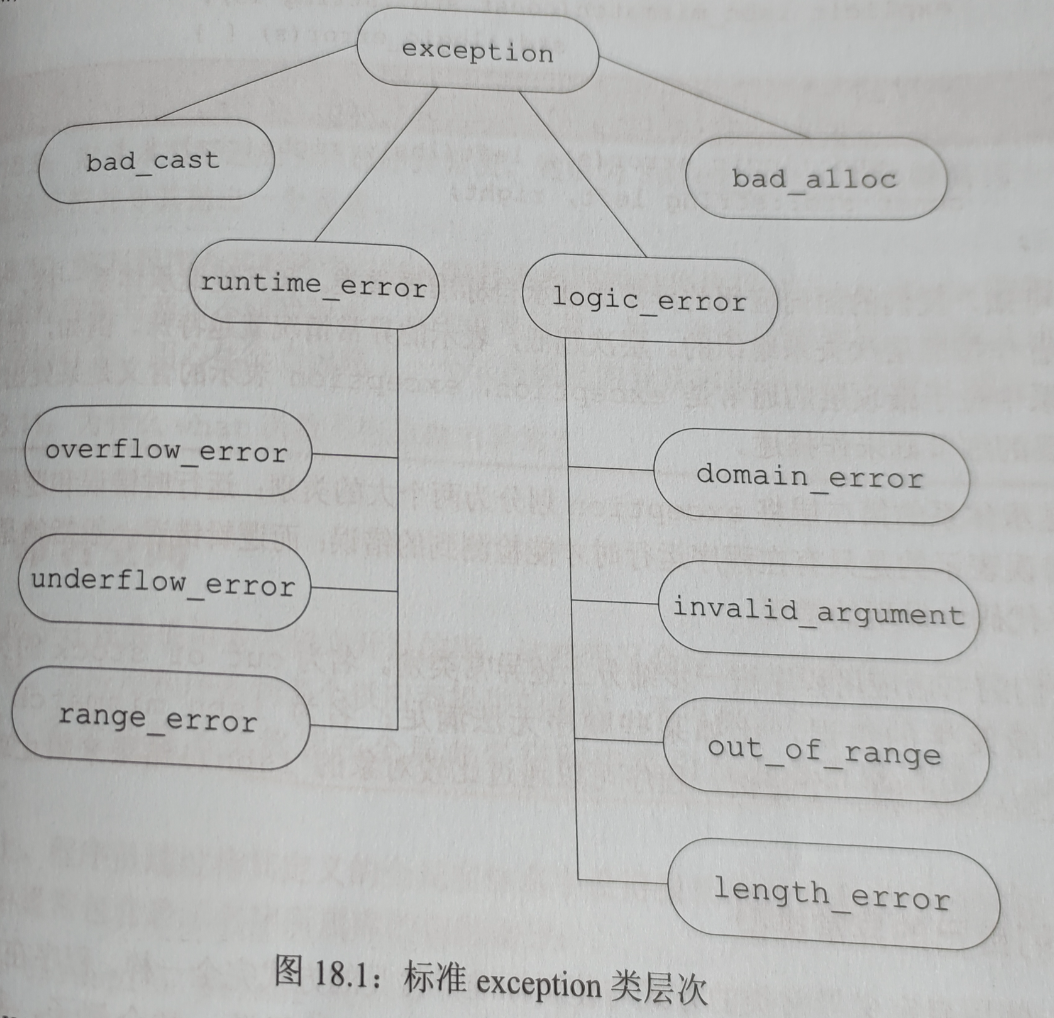 exception
bad_cast
bad_alloc
runtime_error
logic_error
overflow_error
domain_error
underflow_error
invalid_argument
range_error
out_of_range
length_error
图 18.1：标准 exception 类层次